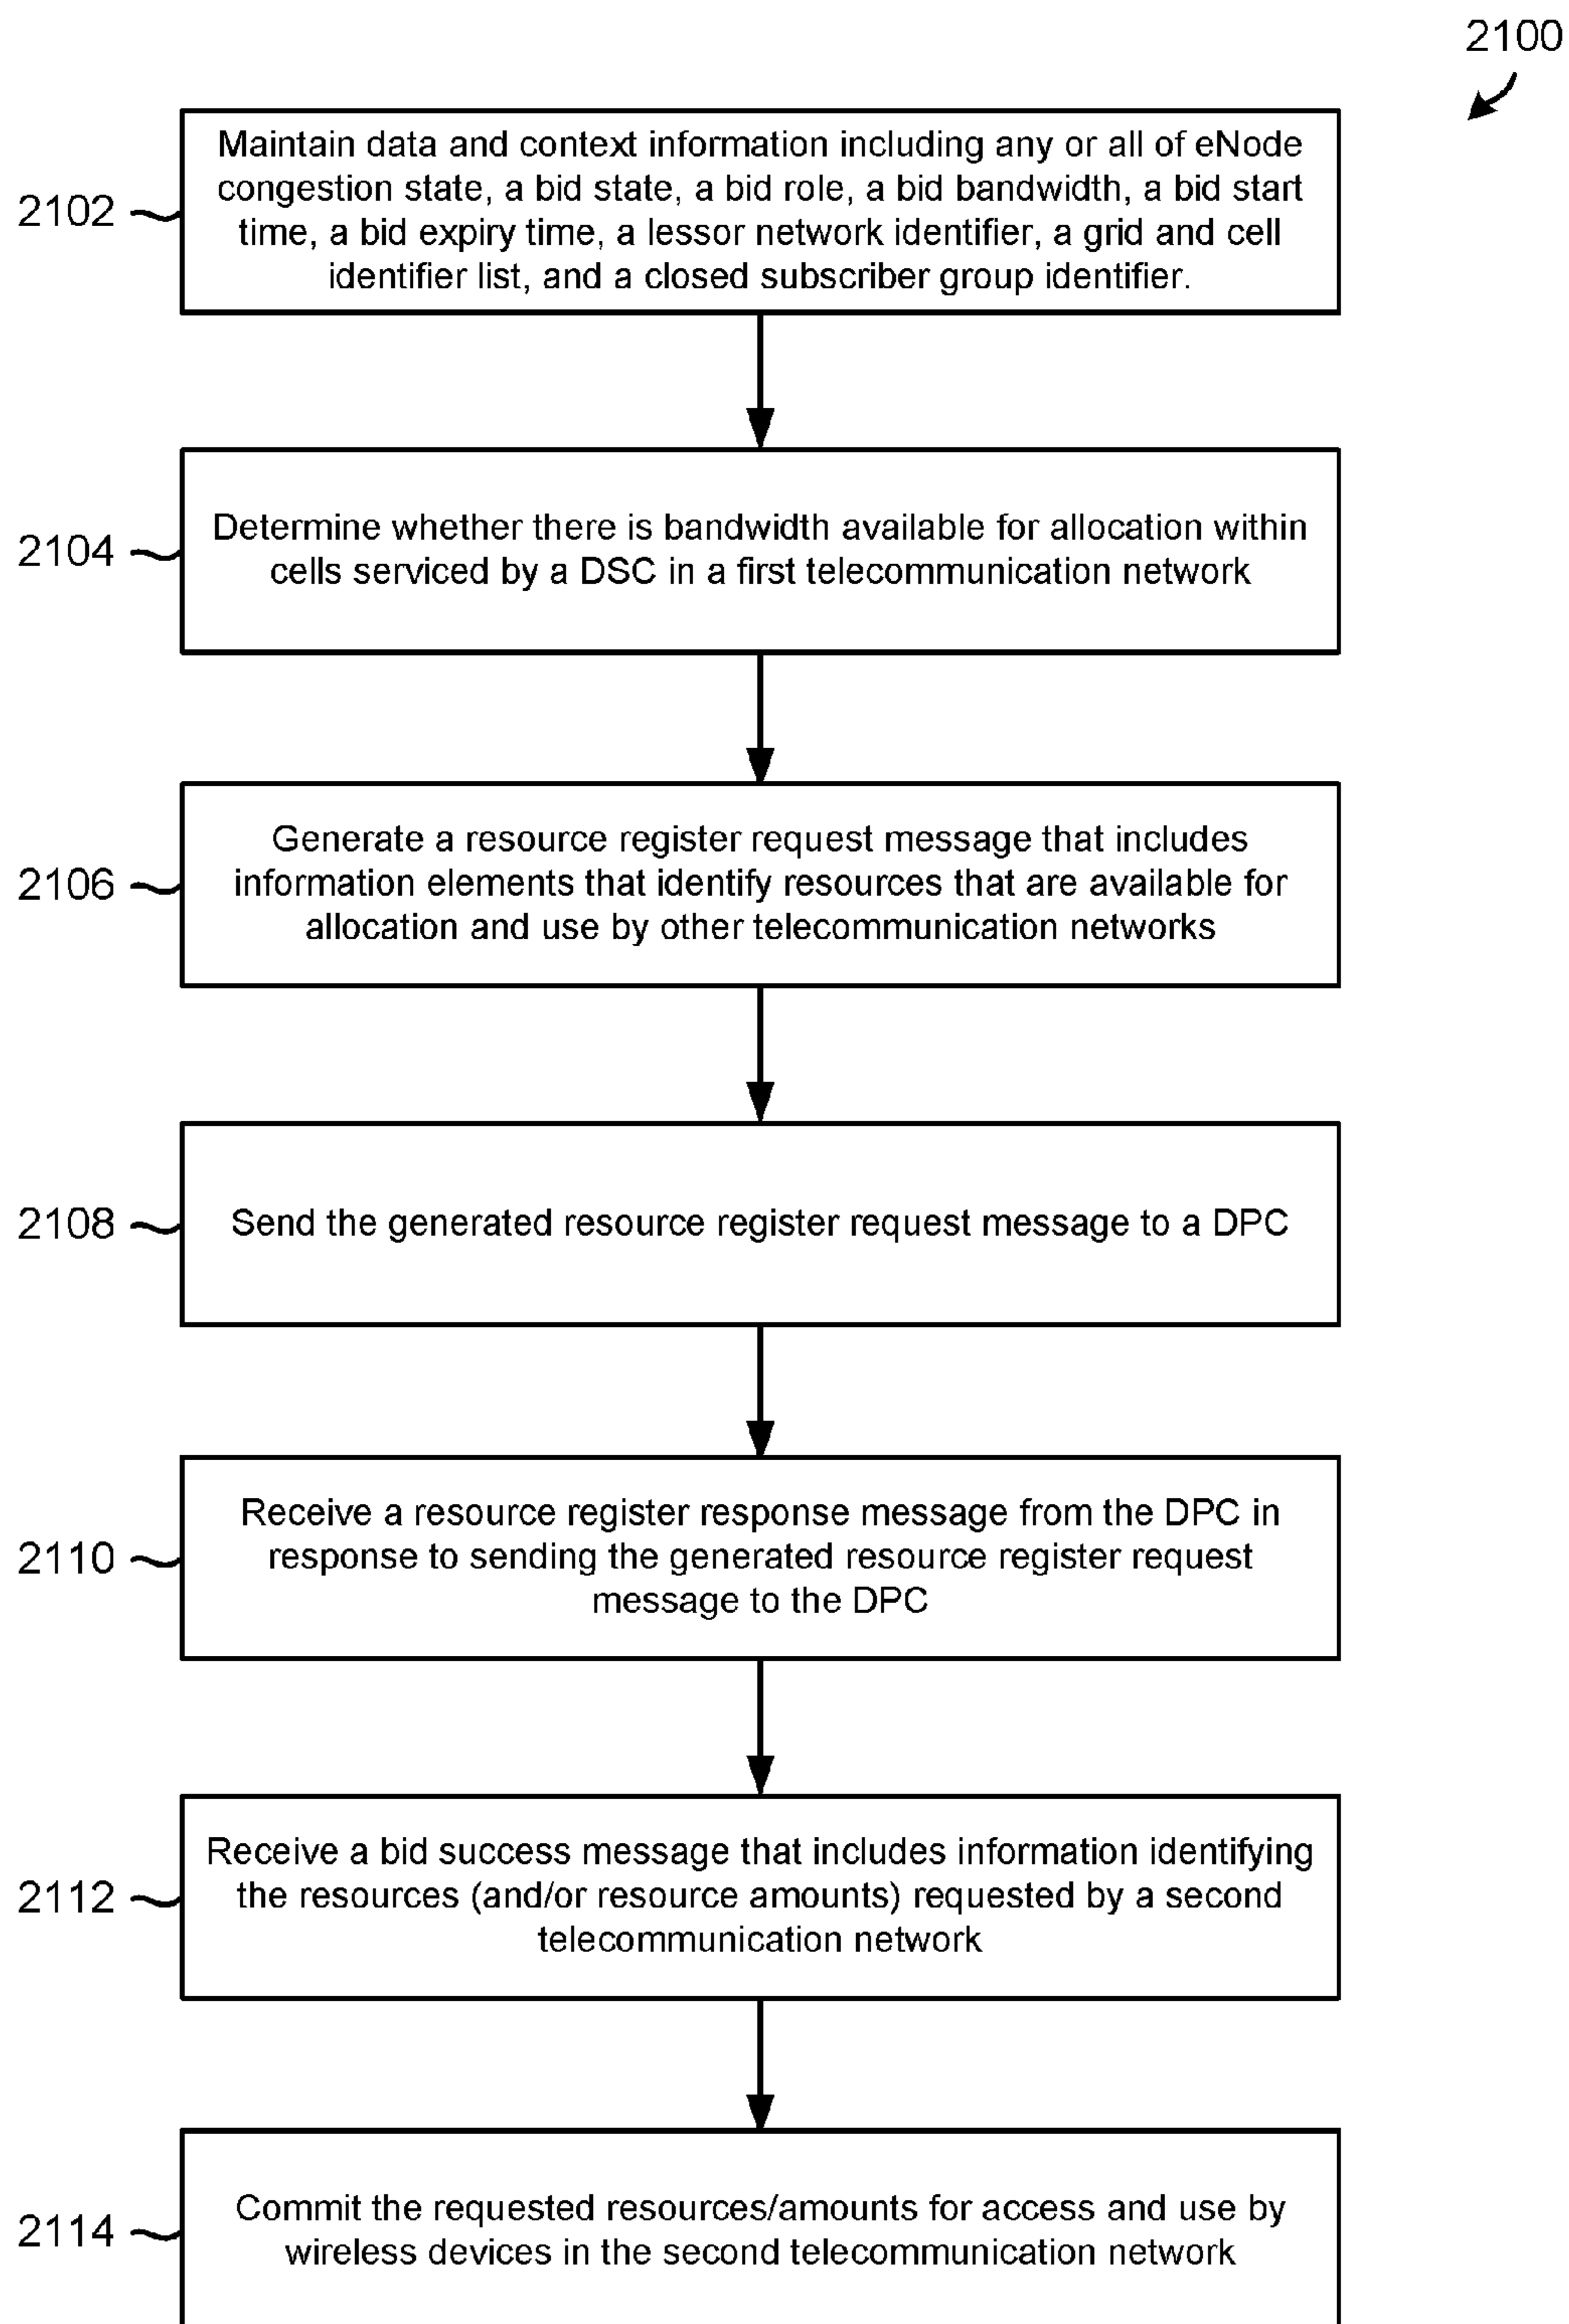 2100
2102
Maintain data and context information including any or all of eNode
congestion state, a bid state, a bid role, a bid bandwidth, a bid start
time, a bid expiry time, a lessor network identifier, a grid and cell
identifier list, and a closed subscriber group identifier.
2104
Determine whether there is bandwidth available for allocation within
cells serviced by a DSC in a first telecommunication network
2106
Generate a resource register request message that includes
information elements that identify resources that are available for
allocation and use by other telecommunication networks
2108
Send the generated resource register request message to a DPC
2110
Receive a resource register response message from the DPC in
response to sending the generated resource register request
message to the DPC
2112
Receive a bid success message that includes information identifying
the resources (and/or resource amounts) requested by a second
telecommunication network
2114
Commit the requested resources/amounts for access and use by
wireless devices in the second telecommunication network